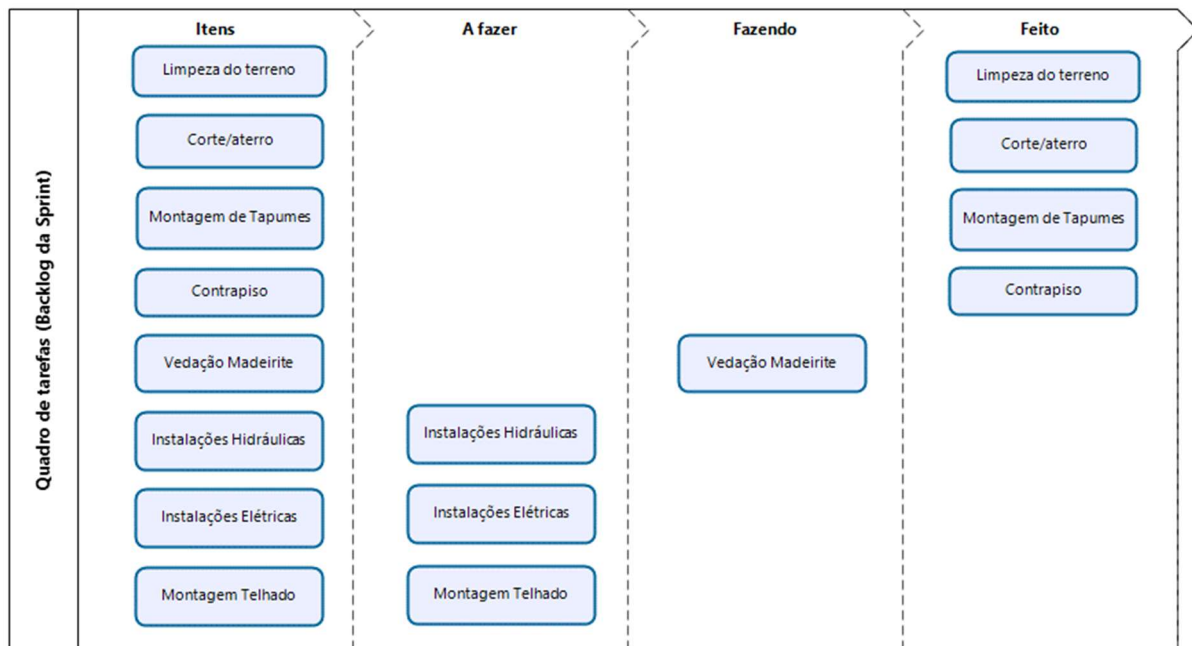 Quadro de tarefas (Backlog da Sprint)
Itens
Limpeza do terreno
Corte/aterro
Montagem de Tapumes
Contrapiso
Vedação Madeirite
Instalações Hidráulicas
Instalações Elétricas
Montagem Telhado
A fazer
Instalações Hidráulicas
Instalações Elétricas
Montagem Telhado
Fazendo
Vedação Madeirite
Feito
Limpeza do terreno
Corte/aterro
Montagem de Tapumes
Contrapiso